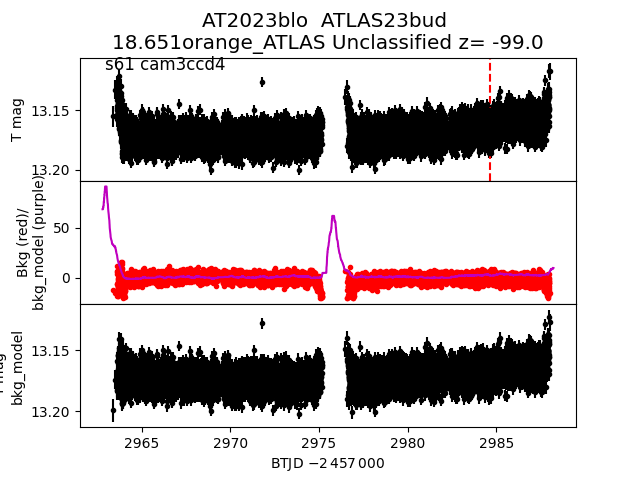 AT2023blo  ATLAS23bud
18.651orange_ATLAS Unclassified z= -99.0
s61 cam3ccd4
T mag
13.15
13.20
Bkg (red)/
bkg_model (purple)
50
0
mag
bkg_model
13.15
13.20
2965
2970
2975
2980
2985
BTJD −2 457 000